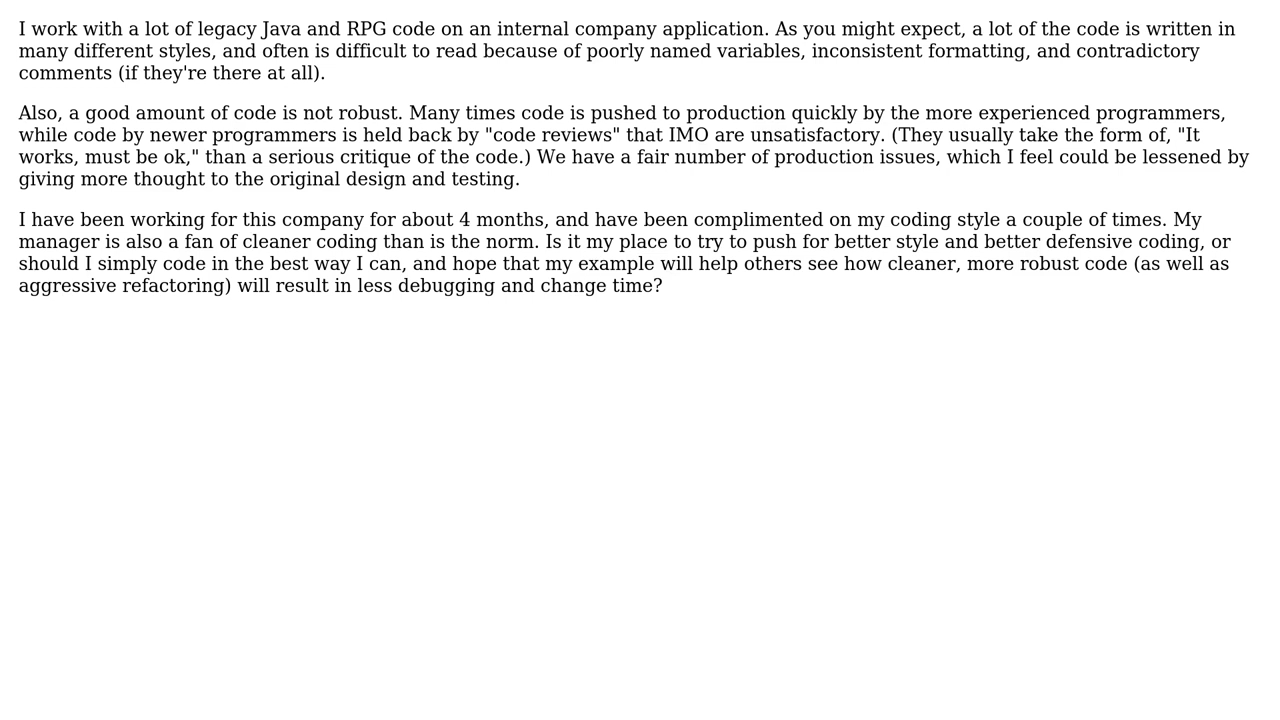 I work with a lot of legacy Java and RPG code on an internal company application. As you might expect, a lot of the code is written in
many different styles, and often is difficult to read because of poorly named variables, inconsistent formatting, and contradictory
comments (if they're there at all).
Also, a good amount of code is not robust. Many times code is pushed to production quickly by the more experienced programmers,
while code by newer programmers is held back by "code reviews" that IMO are unsatisfactory. (They usually take the form of, "It
works, must be ok," than a serious critique of the code.) We have a fair number of production issues, which I feel could be lessened by
giving more thought to the original design and testing.
I have been working for this company for about 4 months, and have been complimented on my coding style a couple of times. My
manager is also a fan of cleaner coding than is the norm. Is it my place to try to push for better style and better defensive coding, or
should I simply code in the best way I can, and hope that my example will help others see how cleaner, more robust code (as well as
aggressive refactoring) will result in less debugging and change time?